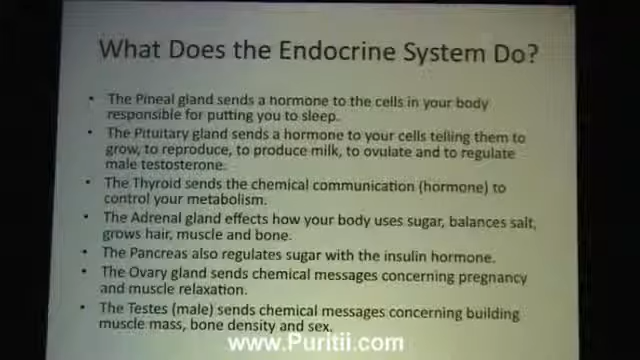 What Does the Endocrine System Do?
• The Pineal gland sends a hormone to the cells in your body
responsible for putting you to sleep.
• The Pituitary gland sends a hormone to your cells telling them to
grow, to reproduce, to produce milk, to ovulate and to regulate
male testosterone.
• The Thyroid sends the chemical communication (hormone) to
control your metabolism.
• The Adrenal gland effects how your body uses sugar, balances salt,
grows hair, muscle and bone.
• The Pancreas also regulates sugar with the insulin hormone.
• The Ovary gland sends chemical messages concerning pregnancy
and muscle relaxation.
• The Testes (male) sends chemical messages concerning building
muscle mass, bone density and sex.
www.Puritii.com